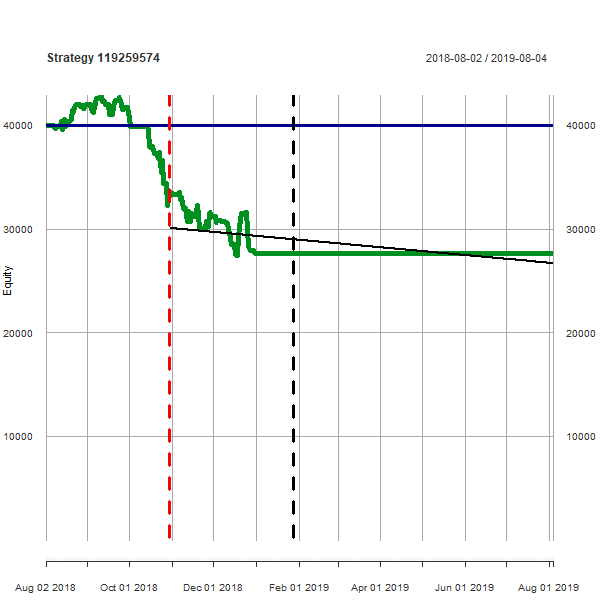 Strategy 119259574
2018-08-02 / 2019-08-04
40000
40000
30000
30000
Equity
20000
20000
10000
10000
Aug 02 2018
Oct 01 2018
Dec 01 2018
Feb 01 2019
Apr 01 2019
Jun 01 2019
Aug 01 2019